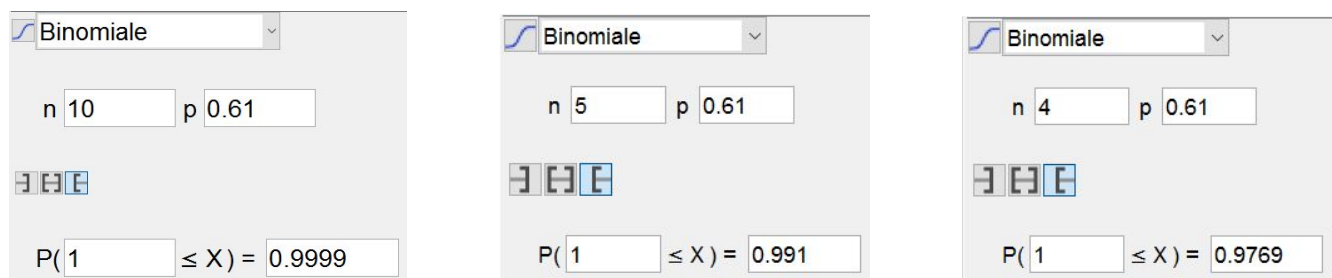 Binomiale
n 10 p 0.61
P( 1 ≤ X ) = 0.9999
Binomiale
n 5 p 0.61
P( 1 ≤ X ) = 0.991
Binomiale
n 4 p 0.61
P( 1 ≤ X ) = 0.9769